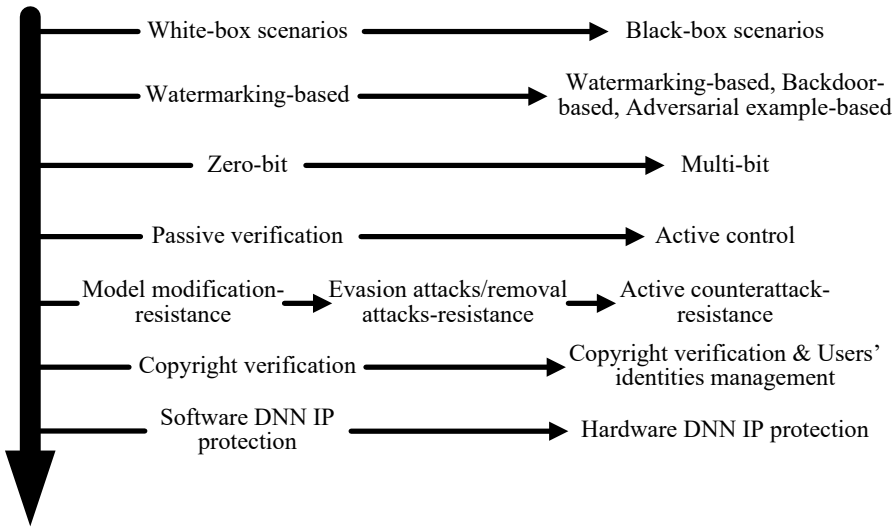 White-box scenarios
Black-box scenarios
Watermarking-based
Watermarking-based, Backdoor-
based, Adversarial example-based
Zero-bit
Multi-bit
Passive verification
Active control
Model modification-
resistance
Evasion attacks/removal
attacks-resistance
Active counterattack-
resistance
Copyright verification
Copyright verification & Users’
identities management
Software DNN IP
protection
Hardware DNN IP protection